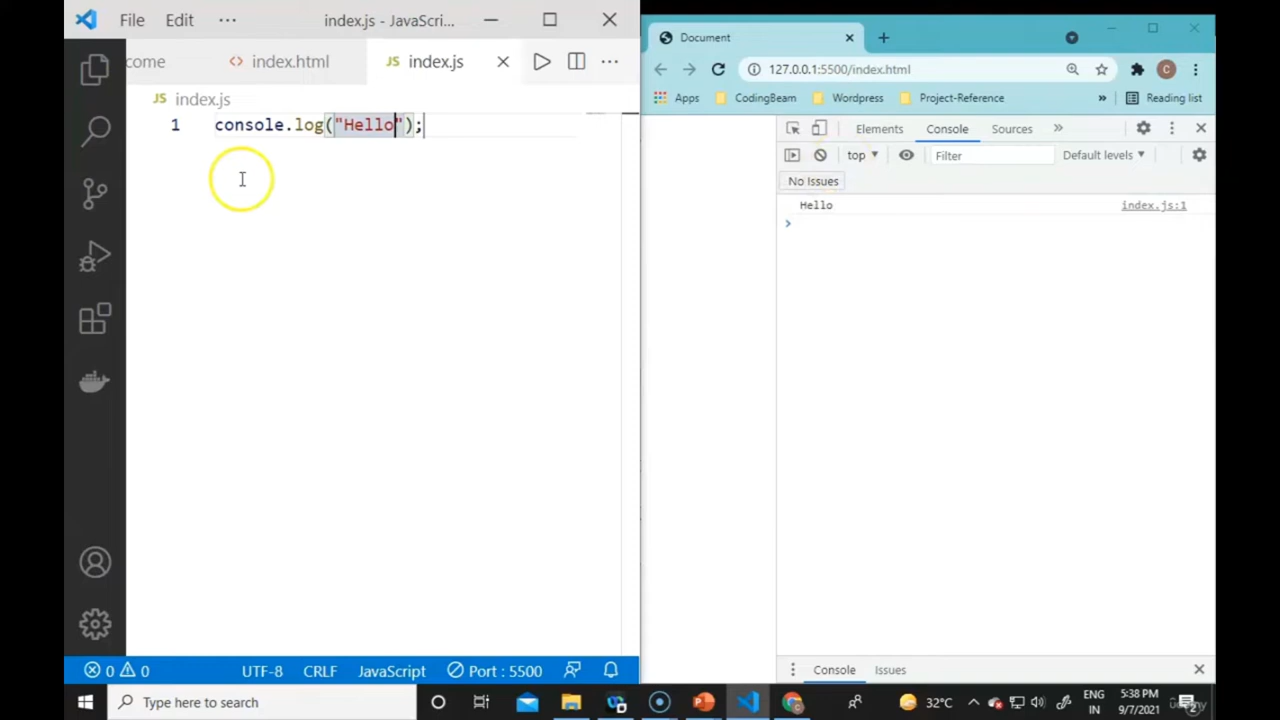 File Edit ··· index.js - JavaScri...
come <> index.html JS index.js
JS index.js
1 console.log("Hello");
UTF-8 CRLF JavaScript Port : 5500
0 0
Document
127.0.0.1:5500/index.html
C
Apps CodingBeam Wordpress Project-Reference » Reading list
Elements Console Sources »
top Filter Default levels
No Issues
Hello index.js:1
>
Console Issues
Type here to search
32°C
ENG
IN
5:38 PM
9/7/2021
2